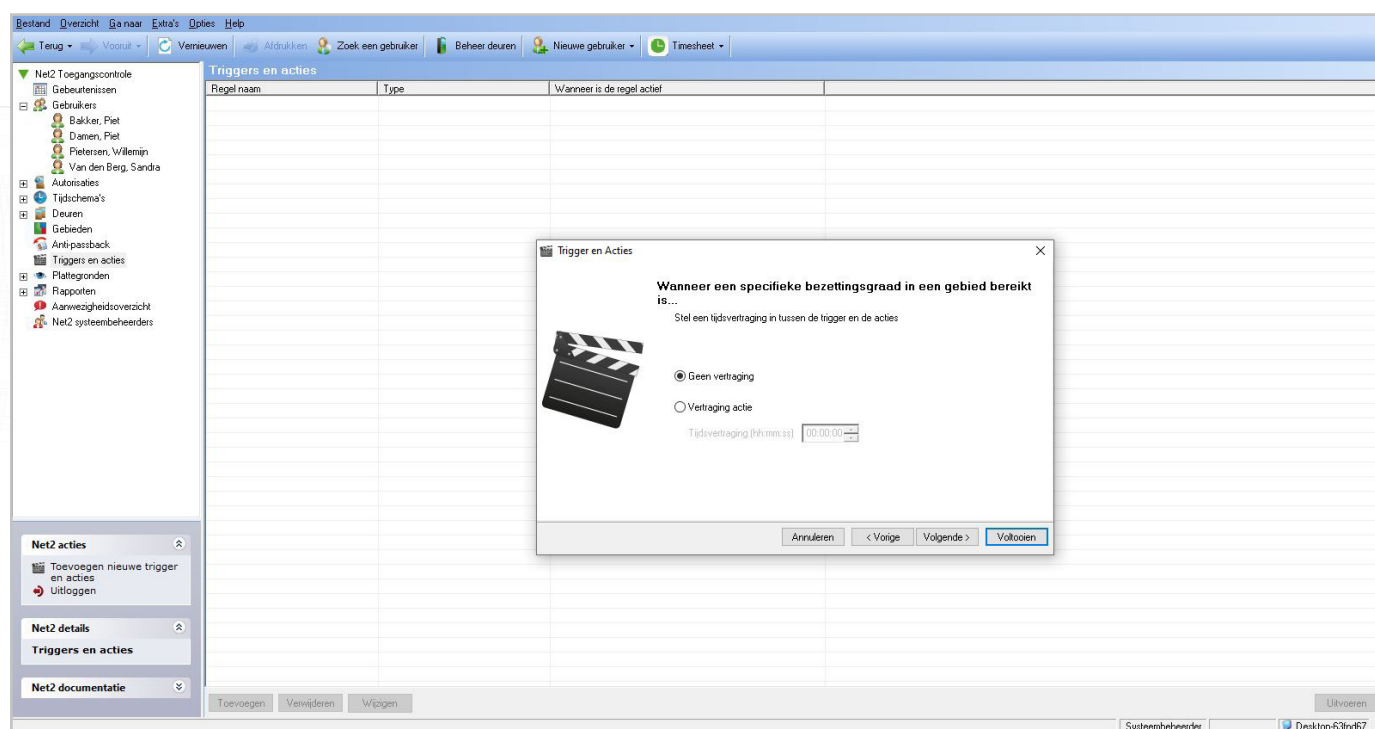 Bestand Overzicht Ga naar Extra's Opties Help
Terug Vooruit Vernieuwen Afdrukken Zoek een gebruiker Beheer deuren Nieuwe gebruiker Timesheet
Net2 Toegangscontrole
Gebeurtenissen
Gebruikers
Bakker, Piet
Damen, Piet
Pietersen, Willemijn
Van den Berg, Sandra
Autorisaties
Tijdschema's
Deuren
Gebieden
Anti-passback
Triggers en acties
Plattegronden
Rapporten
Aanwezigheidsoverzicht
Net2 systeembeheerders
Triggers en acties
Regel naam Type Wanneer is de regel actief
Trigger en Acties
Wanneer een specifieke bezettingsgraad in een gebied bereikt
is...
Stel een tijdsvertraging in tussen de trigger en de acties
Geen vertraging
Vertraging actie
Tijdsvertraging (hh:mm:ss) 00:00:00
Annuleren < Vorige Volgende > Voltooien
Net2 acties
Toevoegen nieuwe trigger
en acties
Uitloggen
Net2 details
Triggers en acties
Net2 documentatie
Toevoegen Verwijderen Wijzigen Uitvoeren
Systeembeheerder Desktop-63fnd67